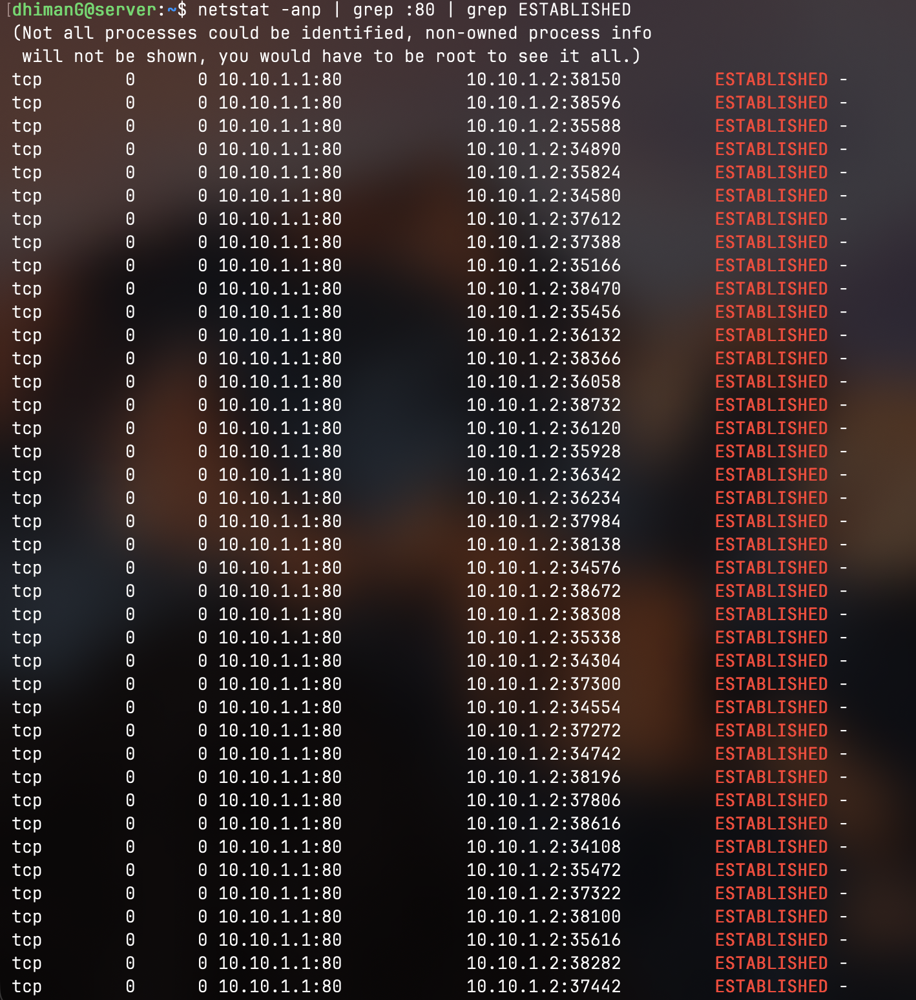 [dhimanG@server:~$ netstat -anp | grep :80 | grep ESTABLISHED
(Not all processes could be identified, non-owned process info
 will not be shown, you would have to be root to see it all.)
tcp        0      0 10.10.1.1:80            10.10.1.2:38150         ESTABLISHED -
tcp        0      0 10.10.1.1:80            10.10.1.2:38596         ESTABLISHED -
tcp        0      0 10.10.1.1:80            10.10.1.2:35588         ESTABLISHED -
tcp        0      0 10.10.1.1:80            10.10.1.2:34890         ESTABLISHED -
tcp        0      0 10.10.1.1:80            10.10.1.2:35824         ESTABLISHED -
tcp        0      0 10.10.1.1:80            10.10.1.2:34580         ESTABLISHED -
tcp        0      0 10.10.1.1:80            10.10.1.2:37612         ESTABLISHED -
tcp        0      0 10.10.1.1:80            10.10.1.2:37388         ESTABLISHED -
tcp        0      0 10.10.1.1:80            10.10.1.2:35166         ESTABLISHED -
tcp        0      0 10.10.1.1:80            10.10.1.2:38470         ESTABLISHED -
tcp        0      0 10.10.1.1:80            10.10.1.2:35456         ESTABLISHED -
tcp        0      0 10.10.1.1:80            10.10.1.2:36132         ESTABLISHED -
tcp        0      0 10.10.1.1:80            10.10.1.2:38366         ESTABLISHED -
tcp        0      0 10.10.1.1:80            10.10.1.2:36058         ESTABLISHED -
tcp        0      0 10.10.1.1:80            10.10.1.2:38732         ESTABLISHED -
tcp        0      0 10.10.1.1:80            10.10.1.2:36120         ESTABLISHED -
tcp        0      0 10.10.1.1:80            10.10.1.2:35928         ESTABLISHED -
tcp        0      0 10.10.1.1:80            10.10.1.2:36342         ESTABLISHED -
tcp        0      0 10.10.1.1:80            10.10.1.2:36234         ESTABLISHED -
tcp        0      0 10.10.1.1:80            10.10.1.2:37984         ESTABLISHED -
tcp        0      0 10.10.1.1:80            10.10.1.2:38138         ESTABLISHED -
tcp        0      0 10.10.1.1:80            10.10.1.2:34576         ESTABLISHED -
tcp        0      0 10.10.1.1:80            10.10.1.2:38672         ESTABLISHED -
tcp        0      0 10.10.1.1:80            10.10.1.2:38308         ESTABLISHED -
tcp        0      0 10.10.1.1:80            10.10.1.2:35338         ESTABLISHED -
tcp        0      0 10.10.1.1:80            10.10.1.2:34304         ESTABLISHED -
tcp        0      0 10.10.1.1:80            10.10.1.2:37300         ESTABLISHED -
tcp        0      0 10.10.1.1:80            10.10.1.2:34554         ESTABLISHED -
tcp        0      0 10.10.1.1:80            10.10.1.2:37272         ESTABLISHED -
tcp        0      0 10.10.1.1:80            10.10.1.2:34742         ESTABLISHED -
tcp        0      0 10.10.1.1:80            10.10.1.2:38196         ESTABLISHED -
tcp        0      0 10.10.1.1:80            10.10.1.2:37806         ESTABLISHED -
tcp        0      0 10.10.1.1:80            10.10.1.2:38616         ESTABLISHED -
tcp        0      0 10.10.1.1:80            10.10.1.2:34108         ESTABLISHED -
tcp        0      0 10.10.1.1:80            10.10.1.2:35472         ESTABLISHED -
tcp        0      0 10.10.1.1:80            10.10.1.2:37322         ESTABLISHED -
tcp        0      0 10.10.1.1:80            10.10.1.2:38100         ESTABLISHED -
tcp        0      0 10.10.1.1:80            10.10.1.2:35616         ESTABLISHED -
tcp        0      0 10.10.1.1:80            10.10.1.2:38282         ESTABLISHED -
tcp        0      0 10.10.1.1:80            10.10.1.2:37442         ESTABLISHED -